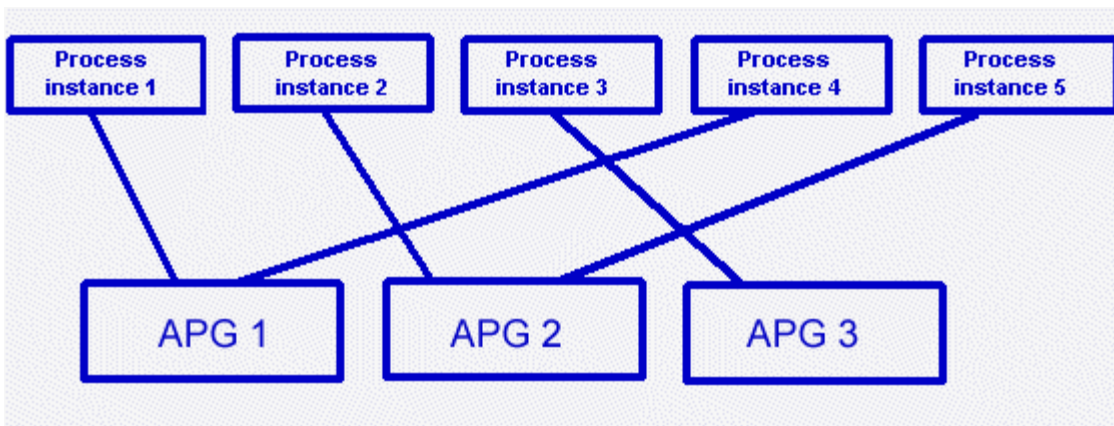 Process
instance 1
Process
instance 2
Process
instance 3
Process
instance 4
Process
instance 5
APG 1
APG 2
APG 3